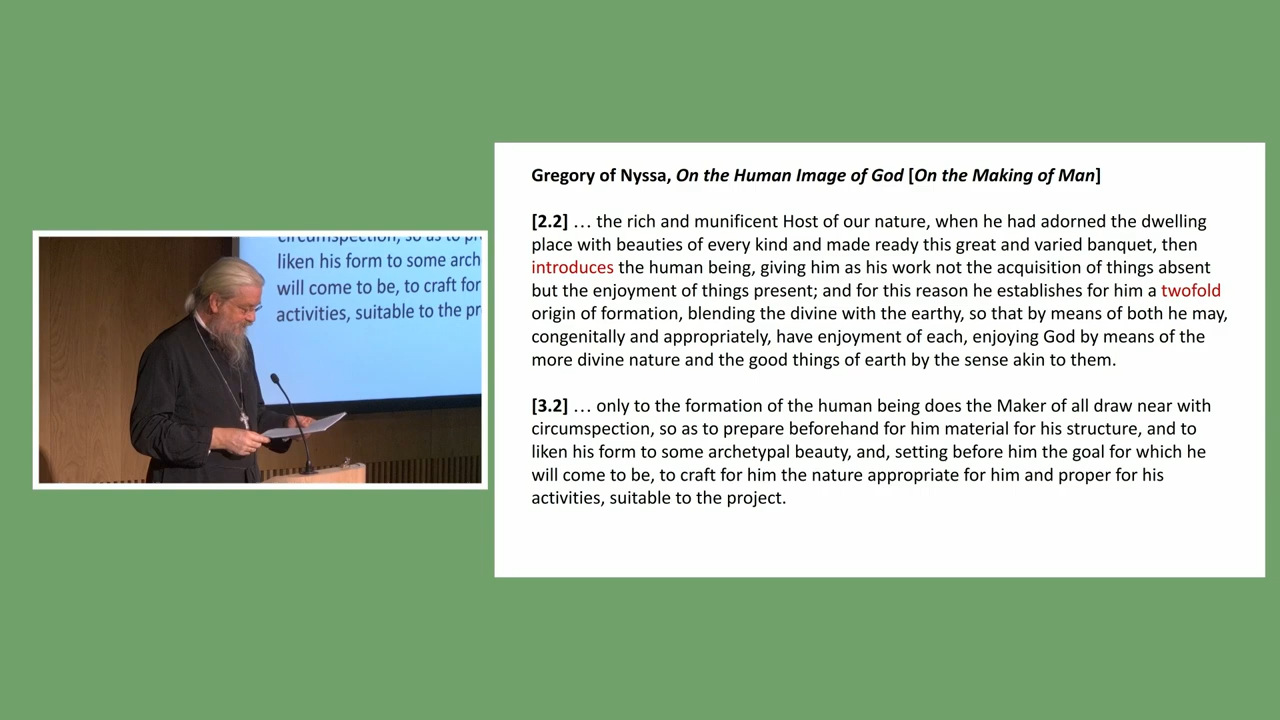 circumspection, so as to pr
liken his form to some arch
will come to be, to craft for
activities, suitable to the pr
Gregory of Nyssa, On the Human Image of God [On the Making of Man]
[2.2] … the rich and munificent Host of our nature, when he had adorned the dwelling
place with beauties of every kind and made ready this great and varied banquet, then
introduces the human being, giving him as his work not the acquisition of things absent
but the enjoyment of things present; and for this reason he establishes for him a twofold
origin of formation, blending the divine with the earthy, so that by means of both he may,
congenitally and appropriately, have enjoyment of each, enjoying God by means of the
more divine nature and the good things of earth by the sense akin to them.
[3.2] … only to the formation of the human being does the Maker of all draw near with
circumspection, so as to prepare beforehand for him material for his structure, and to
liken his form to some archetypal beauty, and, setting before him the goal for which he
will come to be, to craft for him the nature appropriate for him and proper for his
activities, suitable to the project.